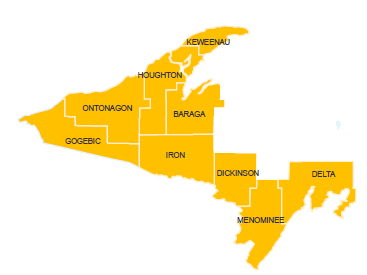 KEWEENAU
HOUGHTON
ONTONAGON
BARAGA
GOGEBIC
IRON
DICKINSON
DELTA
MENOMINEE